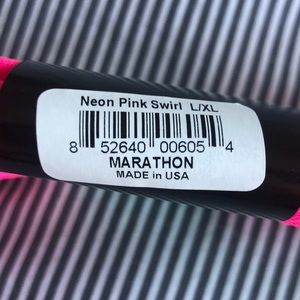 Neon Pink Swirl L/XL
8 52640 00605 4
MARATHON
MADE in USA